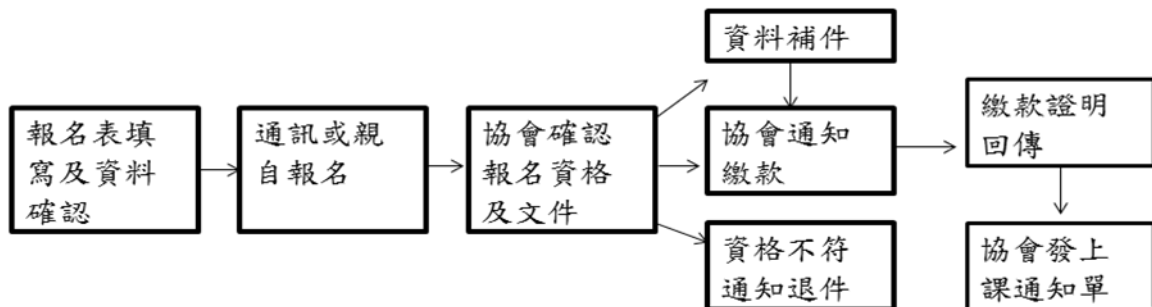 報名表填
寫及資料
確認
通訊或親
自報名
協會確認
報名資格
及文件
資料補件
協會通知
繳款
資格不符
通知退件
繳款證明
回傳
協會發上
課通知單